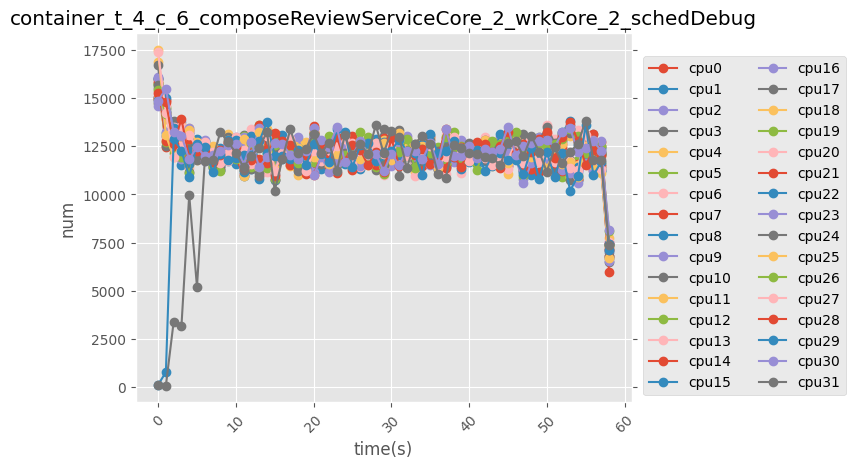 container_t_4_c_6_composeReviewServiceCore_2_wrkCore_2_schedDebug
17500
15000
12500
10000
7500
5000
2500
0
num
0
10
20
30
40
50
60
time(s)
cpu0
cpu1
cpu2
cpu3
cpu4
cpu5
cpu6
cpu7
cpu8
cpu9
cpu10
cpu11
cpu12
cpu13
cpu14
cpu15
cpu16
cpu17
cpu18
cpu19
cpu20
cpu21
cpu22
cpu23
cpu24
cpu25
cpu26
cpu27
cpu28
cpu29
cpu30
cpu31